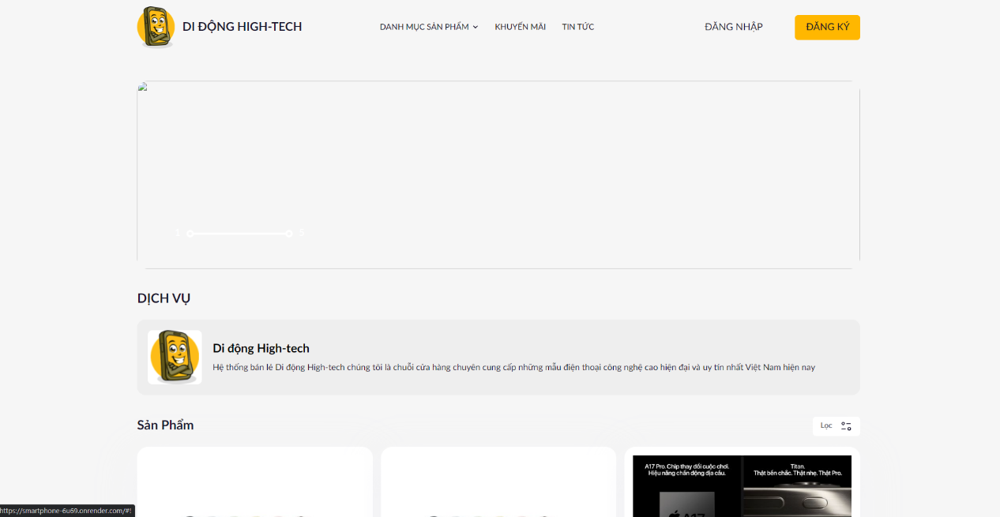 DI ĐỘNG HIGH-TECH
DANH MỤC SẢN PHẨM
KHUYẾN MÃI
TIN TỨC
ĐĂNG NHẬP
ĐĂNG KÝ
1
5
DỊCH VỤ
Di động High-tech
Hệ thống bán lẻ Di động High-tech chúng tôi là chuỗi cửa hàng chuyên cung cấp những mẫu điện thoại công nghệ cao hiện đại và uy tín nhất Việt Nam hiện nay
Sản Phẩm
Lọc
A17 Pro. Chip thay đổi cuộc chơi.
Hiệu năng chấn động địa cầu.
Titan.
Thật bền chắc. Thật nhẹ. Thật Pro.
A17
https://smartphone-6u69.onrender.com/#!